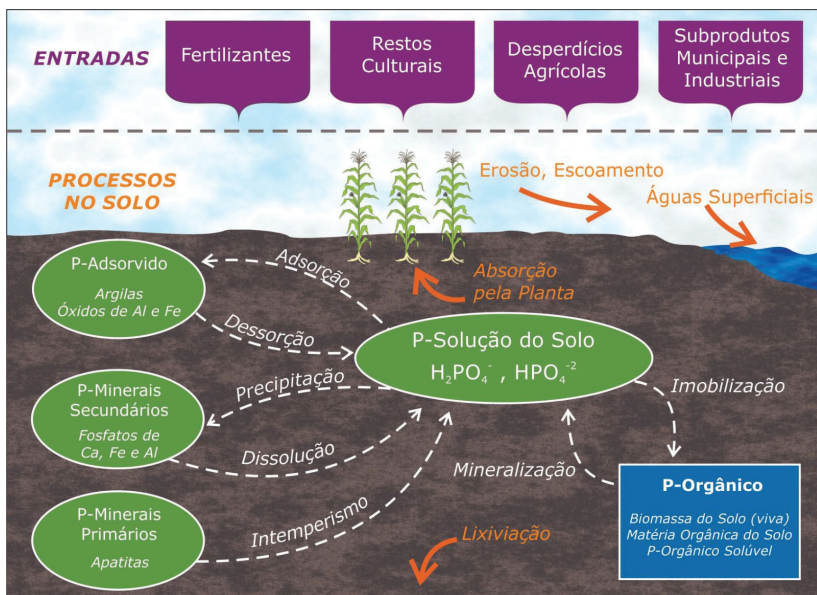 ENTRADAS
Fertilizantes
Restos
Culturais
Desperdícios
Agrícolas
Subprodutos
Municipais e
Industriais
PROCESSOS
NO SOLO
Erosão, Escoamento
Águas Superficiais
P-Adsorvido
Argilas
Óxidos de Al e Fe
Adsorção
Dessorção
Absorção
pela Planta
P-Solução do Solo
H₂PO₄⁻ , HPO₄⁻²
Precipitação
Imobilização
P-Minerais
Secundários
Fosfatos de
Ca, Fe e Al
Dissolução
Mineralização
P-Orgânico
Biomassa do Solo (viva)
Matéria Orgânica do Solo
P-Orgânico Solúvel
P-Minerais
Primários
Apatitas
Intemperismo
Lixiviação